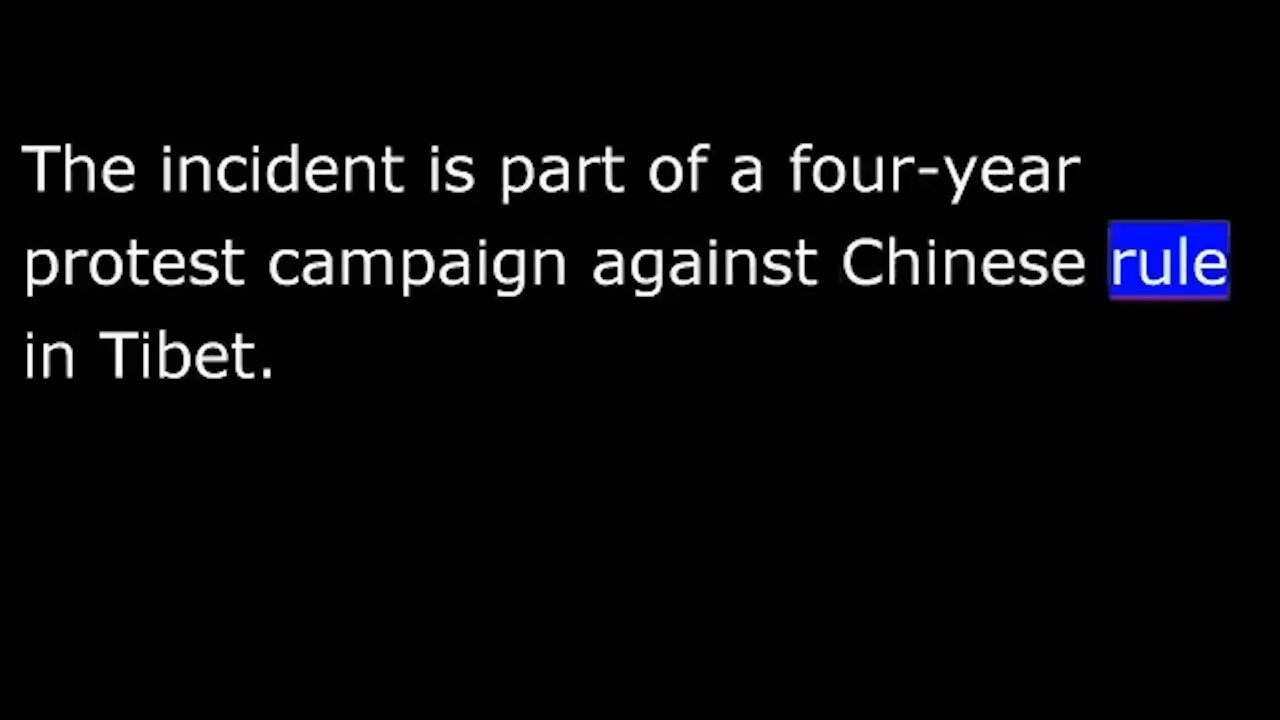 The incident is part of a four-year
protest campaign against Chinese rule
in Tibet.